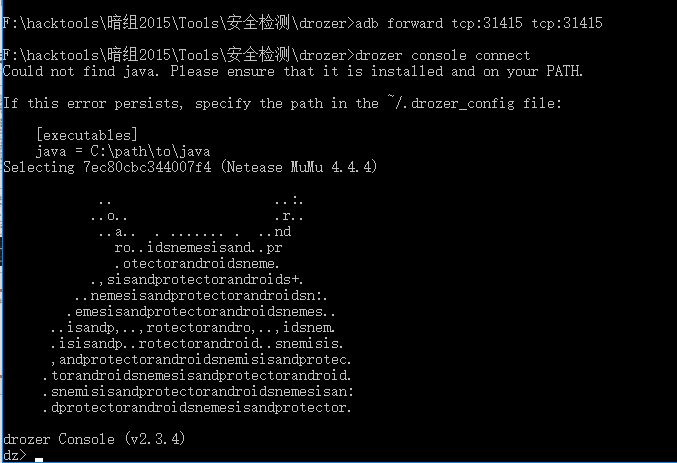 F:\hacktools\暗组2015\Tools\安全检测\drozer>adb forward tcp:31415 tcp:31415
F:\hacktools\暗组2015\Tools\安全检测\drozer>drozer console connect
Could not find java. Please ensure that it is installed and on your PATH.
If this error persists, specify the path in the ~/.drozer_config file:
[executables]
java = C:\path\to\java
Selecting 7ec80cbc344007f4 (Netease MuMu 4.4.4)
.. ..:.
..o.. .r..
..a.. . ....... . ..nd
ro..idsnemesisand..pr
.otectorandroidsneme.
.,sisandprotectorandroids+.
..nemesisandprotectorandroidsn:.
.emesisandprotectorandroidsnemes..
..isandp,..,rotectorandro,..,idsnem.
.isisandp..rotectorandroid..snemisis.
,andprotectorandroidsnemisisandprotec.
.torandroidsnemesisandprotectorandroid.
.snemisisandprotectorandroidsnemesisan:
.dprotectorandroidsnemesisandprotector.
drozer Console (v2.3.4)
dz>